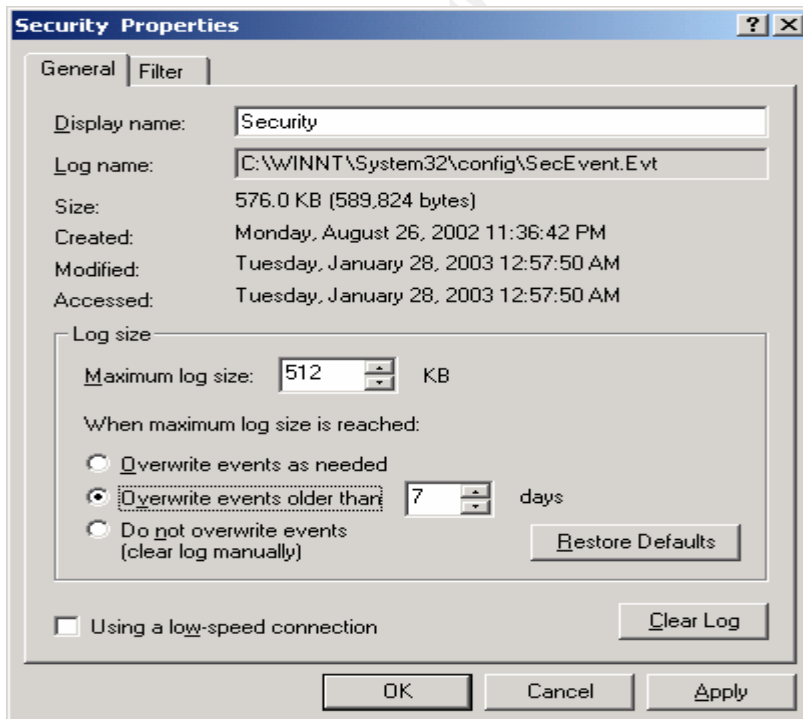 Security Properties
General Filter
Display name: Security
Log name: C:\WINNT\System32\config\SecEvent.Evt
Size: 576.0 KB (589,824 bytes)
Created: Monday, August 26, 2002 11:36:42 PM
Modified: Tuesday, January 28, 2003 12:57:50 AM
Accessed: Tuesday, January 28, 2003 12:57:50 AM
Log size
Maximum log size: 512 KB
When maximum log size is reached:
Overwrite events as needed
Overwrite events older than 7 days
Do not overwrite events
(clear log manually)
Restore Defaults
Using a low-speed connection
Clear Log
OK Cancel Apply